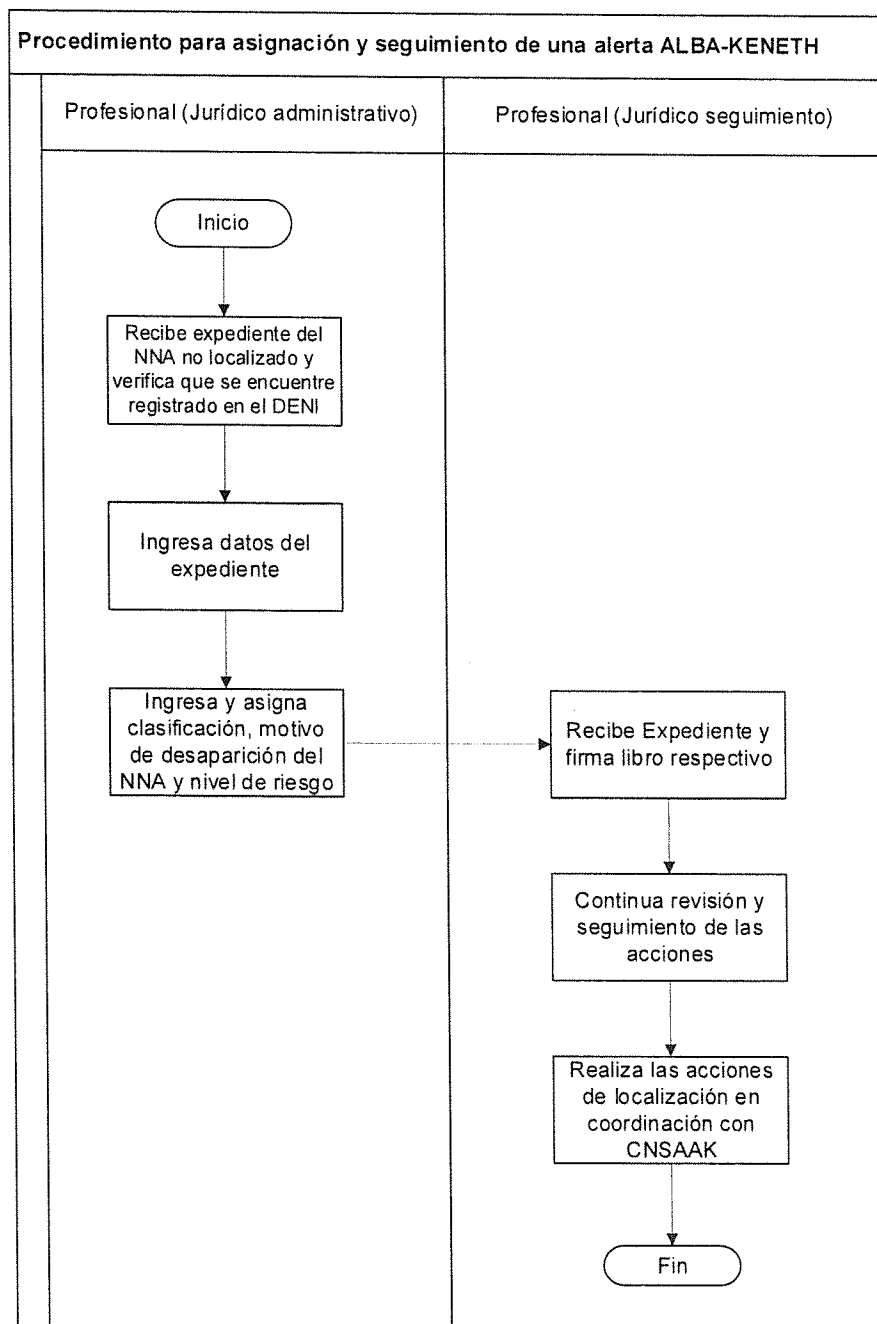 Procedimiento para asignación y seguimiento de una alerta ALBA-KENETH
Profesional (Jurídico administrativo)
Profesional (Jurídico seguimiento)
Inicio
Recibe expediente del
NNA no localizado y
verifica que se encuentre
registrado en el DENI
Ingresa datos del
expediente
Ingresa y asigna
clasificación, motivo
de desaparición del
NNA y nivel de riesgo
Recibe Expediente y
firma libro respectivo
Continua revisión y
seguimiento de las
acciones
Realiza las acciones
de localización en
coordinación con
CNSAAK
Fin